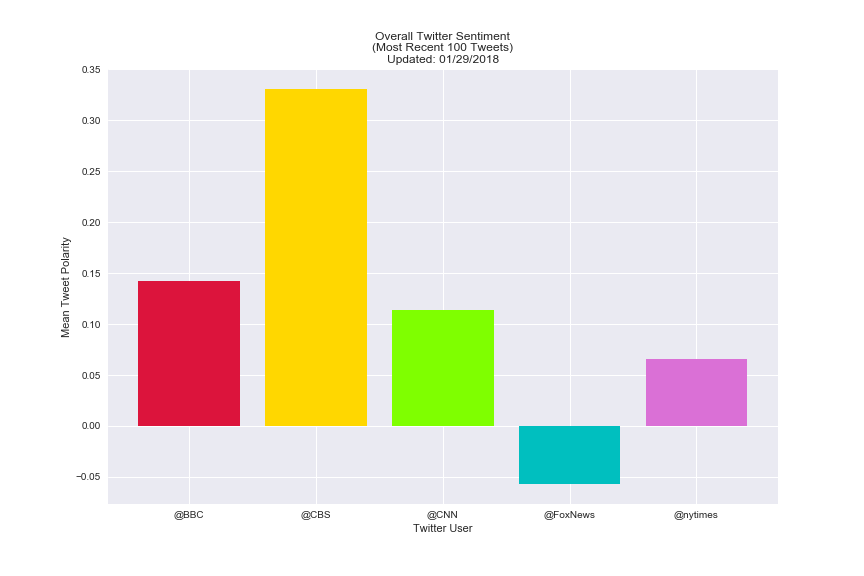 Overall Twitter Sentiment
(Most Recent 100 Tweets)
Updated: 01/29/2018
Mean Tweet Polarity
0.35
0.30
0.25
0.20
0.15
0.10
0.05
0.00
−0.05
@BBC
@CBS
@CNN
@FoxNews
@nytimes
Twitter User